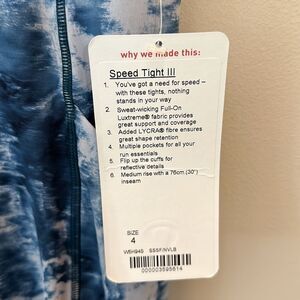 why we made this:
Speed Tight III
1. You've got a need for speed –
with these tights, nothing
stands in your way
2. Sweat-wicking Full-On
Luxtreme® fabric provides
great support and coverage
3. Added LYCRA® fibre ensures
great shape retention
4. Multiple pockets for all your
run essentials
5. Flip up the cuffs for
reflective details
6. Medium rise with a 76cm (30")
inseam
SIZE
4
W5H94S SSSF/NVLB
000003595614